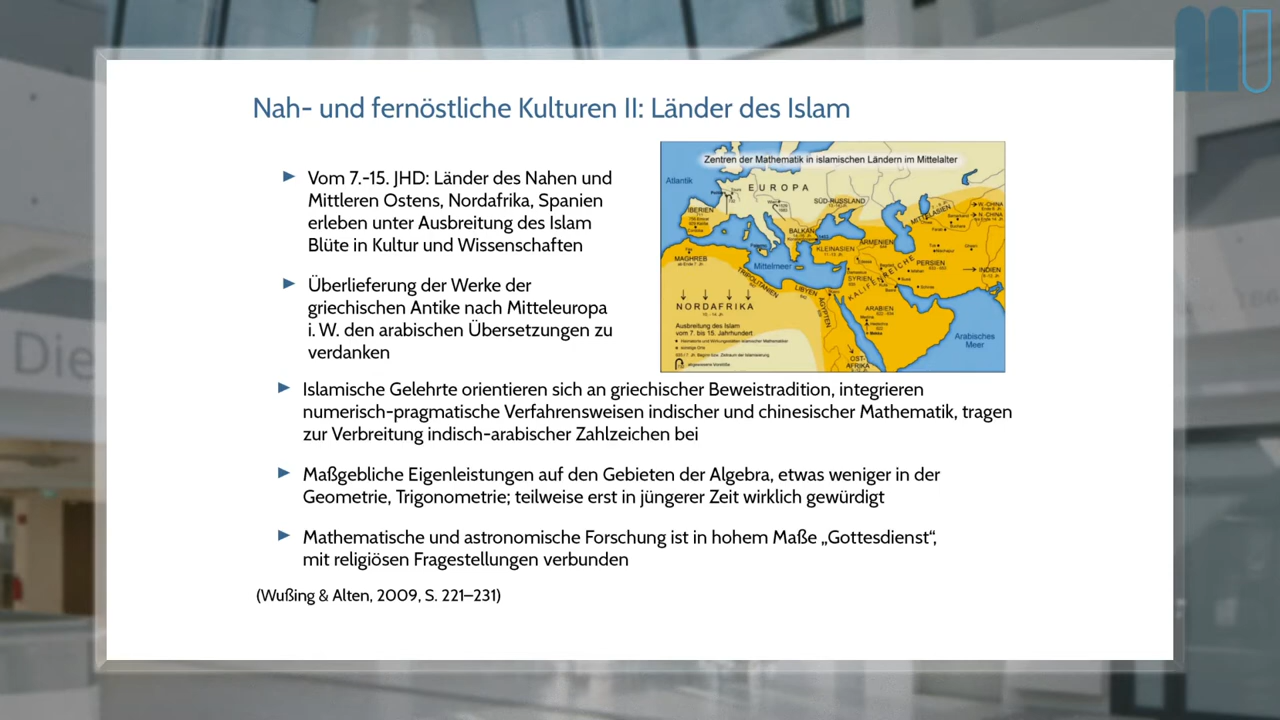 Nah- und fernöstliche Kulturen II: Länder des Islam
Vom 7.-15. JHD: Länder des Nahen und
Mittleren Ostens, Nordafrika, Spanien
erleben unter Ausbreitung des Islam
Blüte in Kultur und Wissenschaften
Überlieferung der Werke der
griechischen Antike nach Mitteleuropa
i. W. den arabischen Übersetzungen zu
verdanken
Zentren der Mathematik in islamischen Ländern im Mittelalter
Atlantik
EUROPA
SÜD-RUSSLAND
IBERIEN
BALKAN
MITTELASIEN
W.-CHINA
N.-CHINA
KLEINASIEN
ARMENIEN
MAGHREB
Mittelmeer
PERSIEN
INDIEN
SYRIEN
TRIPOLITANIEN
LIBYEN
KALIFENREICHE
ÄGYPTEN
NORDAFRIKA
ARABIEN
Ausbreitung des Islam
vom 7. bis 15. Jahrhundert
Arabisches
Meer
OST-
AFRIKA
Islamische Gelehrte orientieren sich an griechischer Beweistradition, integrieren
numerisch-pragmatische Verfahrensweisen indischer und chinesischer Mathematik, tragen
zur Verbreitung indisch-arabischer Zahlzeichen bei
Maßgebliche Eigenleistungen auf den Gebieten der Algebra, etwas weniger in der
Geometrie, Trigonometrie; teilweise erst in jüngerer Zeit wirklich gewürdigt
Mathematische und astronomische Forschung ist in hohem Maße „Gottesdienst“,
mit religiösen Fragestellungen verbunden
(Wußing & Alten, 2009, S. 221–231)
Die